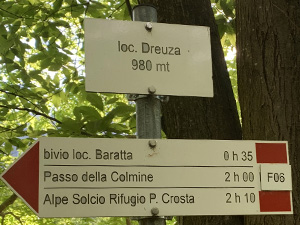 loc. Dreuza
980 mt
bivio loc. Baratta 0 h 35
Passo della Colmine 2 h 00 F06
Alpe Solcio Rifugio P. Crosta 2 h 10